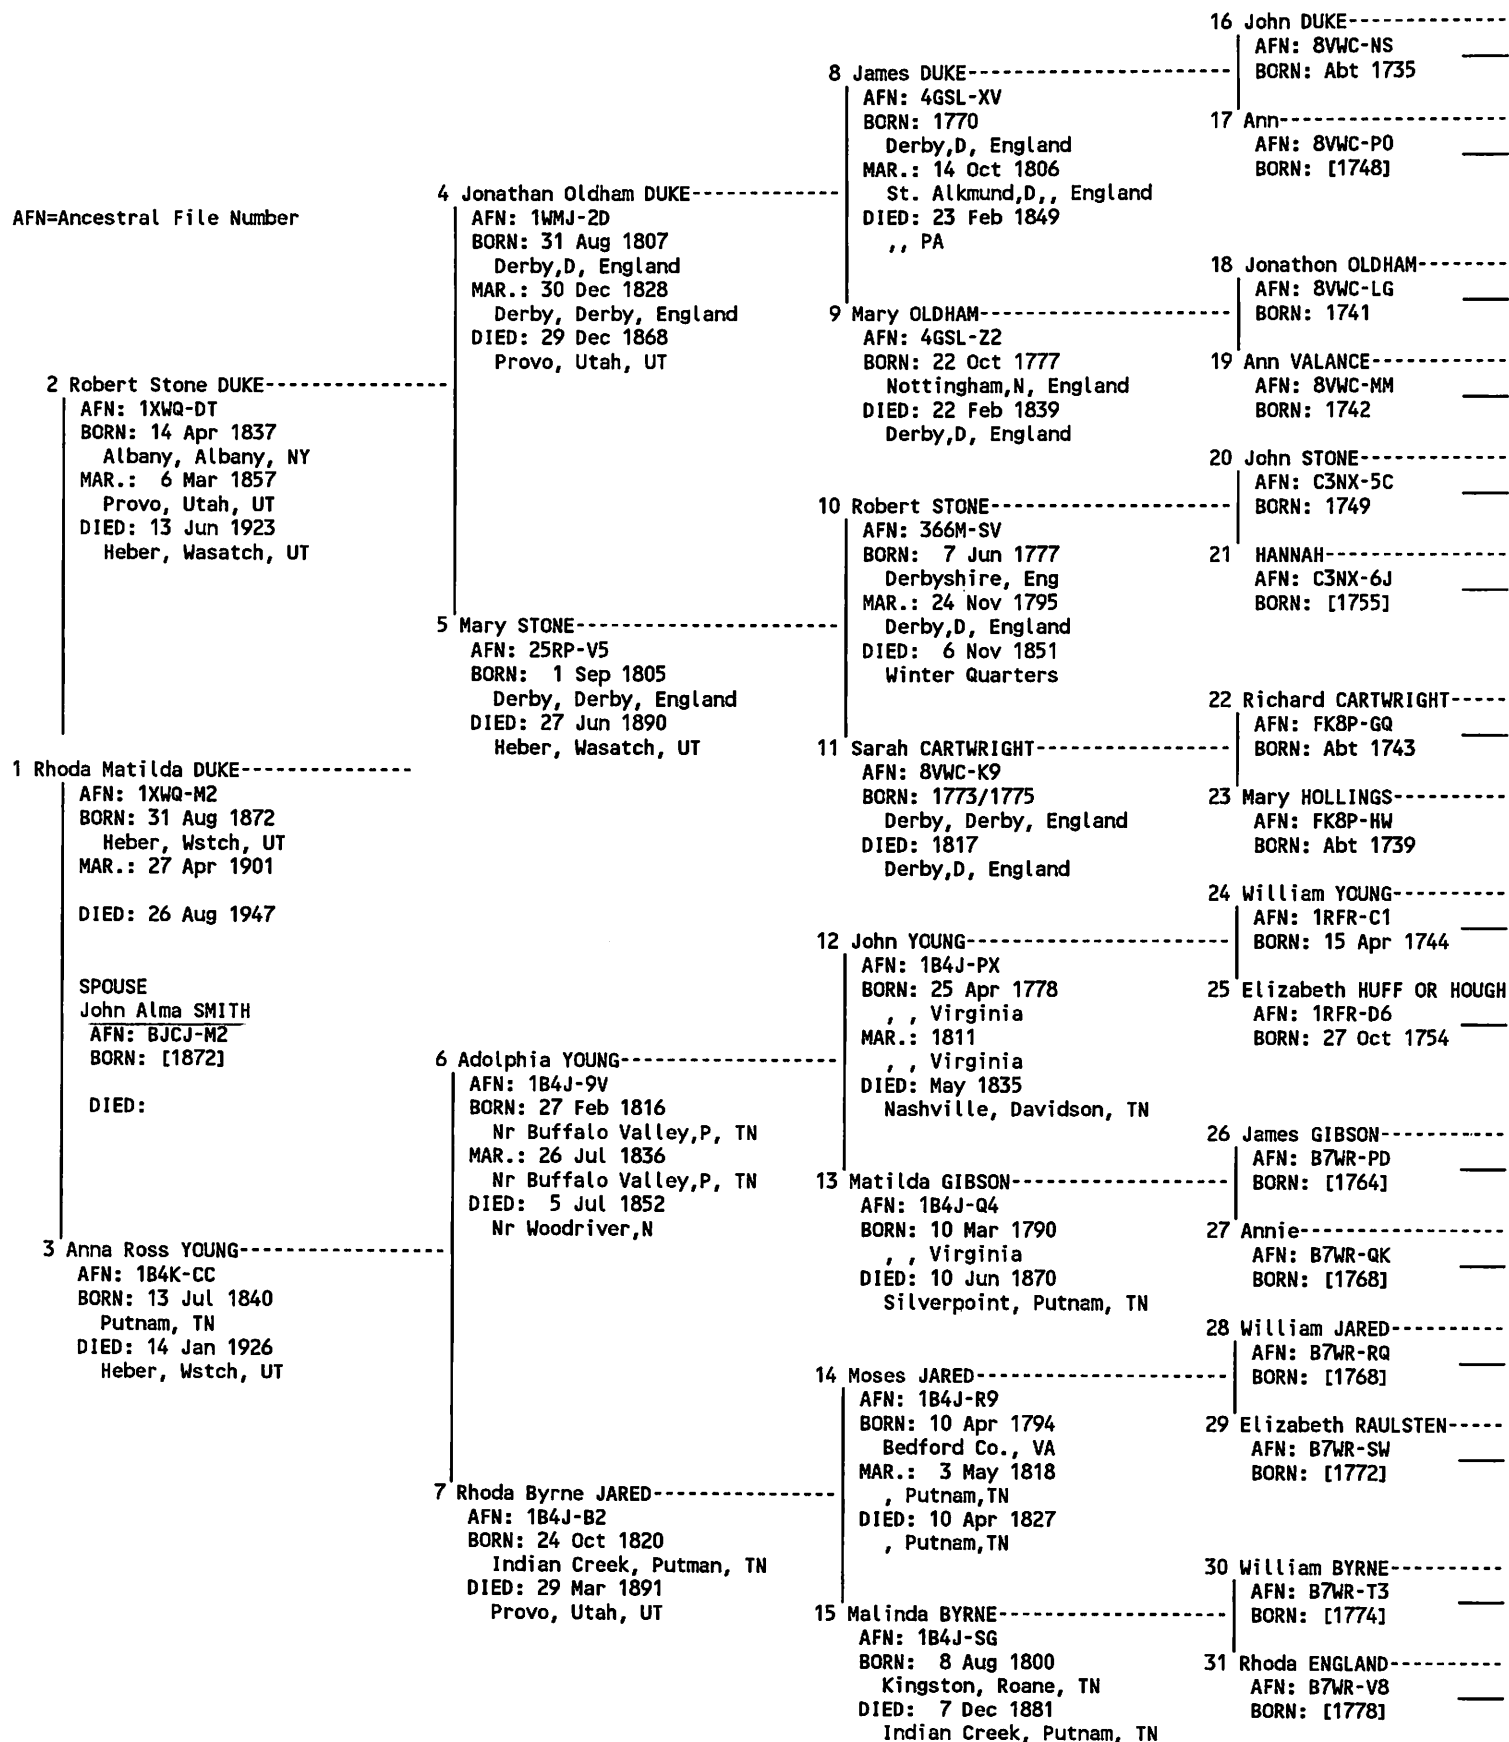 AFN=Ancestral File Number
1 Rhoda Matilda DUKE---------------
AFN: 1XWQ-M2
BORN: 31 Aug 1872
Heber, Wstch, UT
MAR.: 27 Apr 1901
DIED: 26 Aug 1947
SPOUSE
John Alma SMITH
AFN: BJCJ-M2
BORN: [1872]
DIED:
2 Robert Stone DUKE----------------
AFN: 1XWQ-DT
BORN: 14 Apr 1837
Albany, Albany, NY
MAR.: 6 Mar 1857
Provo, Utah, UT
DIED: 13 Jun 1923
Heber, Wasatch, UT
3 Anna Ross YOUNG------------------
AFN: 1B4K-CC
BORN: 13 Jul 1840
Putnam, TN
DIED: 14 Jan 1926
Heber, Wstch, UT
4 Jonathan Oldham DUKE-------------
AFN: 1WMJ-2D
BORN: 31 Aug 1807
Derby,D, England
MAR.: 30 Dec 1828
Derby, Derby, England
DIED: 29 Dec 1868
Provo, Utah, UT
5 Mary STONE-----------------------
AFN: 25RP-V5
BORN: 1 Sep 1805
Derby, Derby, England
DIED: 27 Jun 1890
Heber, Wasatch, UT
6 Adolphia YOUNG-------------------
AFN: 1B4J-9V
BORN: 27 Feb 1816
Nr Buffalo Valley,P, TN
MAR.: 26 Jul 1836
Nr Buffalo Valley,P, TN
DIED: 5 Jul 1852
Nr Woodriver,N
7 Rhoda Byrne JARED----------------
AFN: 1B4J-B2
BORN: 24 Oct 1820
Indian Creek, Putman, TN
DIED: 29 Mar 1891
Provo, Utah, UT
8 James DUKE-----------------------
AFN: 4GSL-XV
BORN: 1770
Derby,D, England
MAR.: 14 Oct 1806
St. Alkmund,D,, England
DIED: 23 Feb 1849
,, PA
9 Mary OLDHAM----------------------
AFN: 4GSL-Z2
BORN: 22 Oct 1777
Nottingham,N, England
DIED: 22 Feb 1839
Derby,D, England
10 Robert STONE---------------------
AFN: 366M-SV
BORN: 7 Jun 1777
Derbyshire, Eng
MAR.: 24 Nov 1795
Derby,D, England
DIED: 6 Nov 1851
Winter Quarters
11 Sarah CARTWRIGHT-----------------
AFN: 8VWC-K9
BORN: 1773/1775
Derby, Derby, England
DIED: 1817
Derby,D, England
12 John YOUNG-----------------------
AFN: 1B4J-PX
BORN: 25 Apr 1778
, , Virginia
MAR.: 1811
, , Virginia
DIED: May 1835
Nashville, Davidson, TN
13 Matilda GIBSON-------------------
AFN: 1B4J-Q4
BORN: 10 Mar 1790
, , Virginia
DIED: 10 Jun 1870
Silverpoint, Putnam, TN
14 Moses JARED----------------------
AFN: 1B4J-R9
BORN: 10 Apr 1794
Bedford Co., VA
MAR.: 3 May 1818
, Putnam,TN
DIED: 10 Apr 1827
, Putnam,TN
15 Malinda BYRNE--------------------
AFN: 1B4J-SG
BORN: 8 Aug 1800
Kingston, Roane, TN
DIED: 7 Dec 1881
Indian Creek, Putnam, TN
16 John DUKE--------------
AFN: 8VWC-NS
BORN: Abt 1735
17 Ann--------------------
AFN: 8VWC-P0
BORN: [1748]
18 Jonathon OLDHAM--------
AFN: 8VWC-LG
BORN: 1741
19 Ann VALANCE------------
AFN: 8VWC-MM
BORN: 1742
20 John STONE-------------
AFN: C3NX-5C
BORN: 1749
21 HANNAH----------------
AFN: C3NX-6J
BORN: [1755]
22 Richard CARTWRIGHT-----
AFN: FK8P-GQ
BORN: Abt 1743
23 Mary HOLLINGS----------
AFN: FK8P-HW
BORN: Abt 1739
24 William YOUNG----------
AFN: 1RFR-C1
BORN: 15 Apr 1744
25 Elizabeth HUFF OR HOUGH
AFN: 1RFR-D6
BORN: 27 Oct 1754
26 James GIBSON-----------
AFN: B7WR-PD
BORN: [1764]
27 Annie------------------
AFN: B7WR-QK
BORN: [1768]
28 William JARED----------
AFN: B7WR-RQ
BORN: [1768]
29 Elizabeth RAULSTEN-----
AFN: B7WR-SW
BORN: [1772]
30 William BYRNE----------
AFN: B7WR-T3
BORN: [1774]
31 Rhoda ENGLAND----------
AFN: B7WR-V8
BORN: [1778]